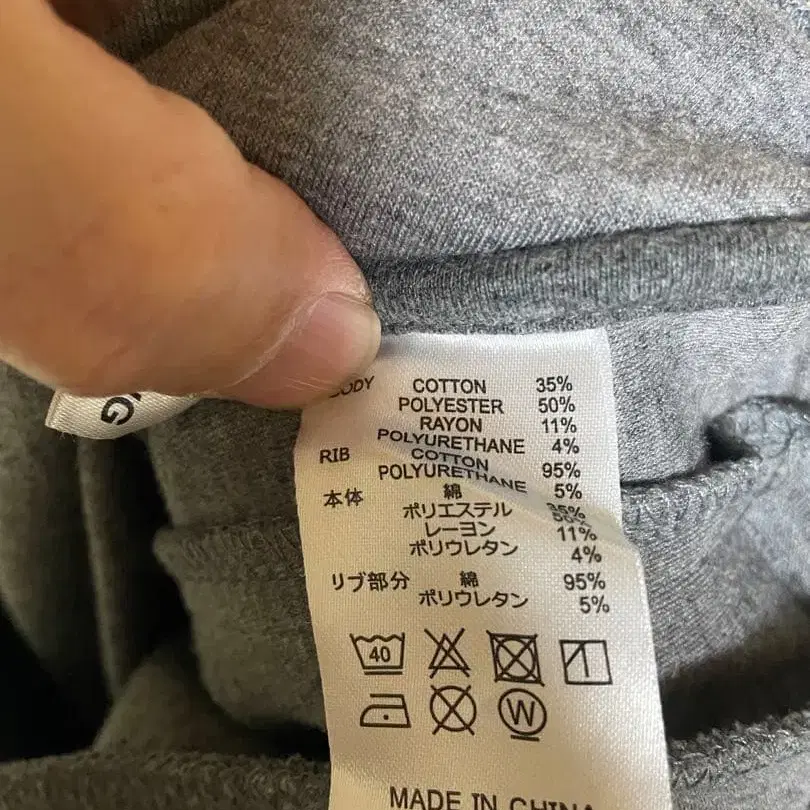 BODY COTTON 35%
POLYESTER 50%
RAYON 11%
POLYURETHANE 4%
RIB COTTON 95%
POLYURETHANE 5%
本体 綿 35%
ポリエステル 50%
レーヨン 11%
ポリウレタン 4%
リブ部分 綿 95%
ポリウレタン 5%
40
W
MADE IN CHINA